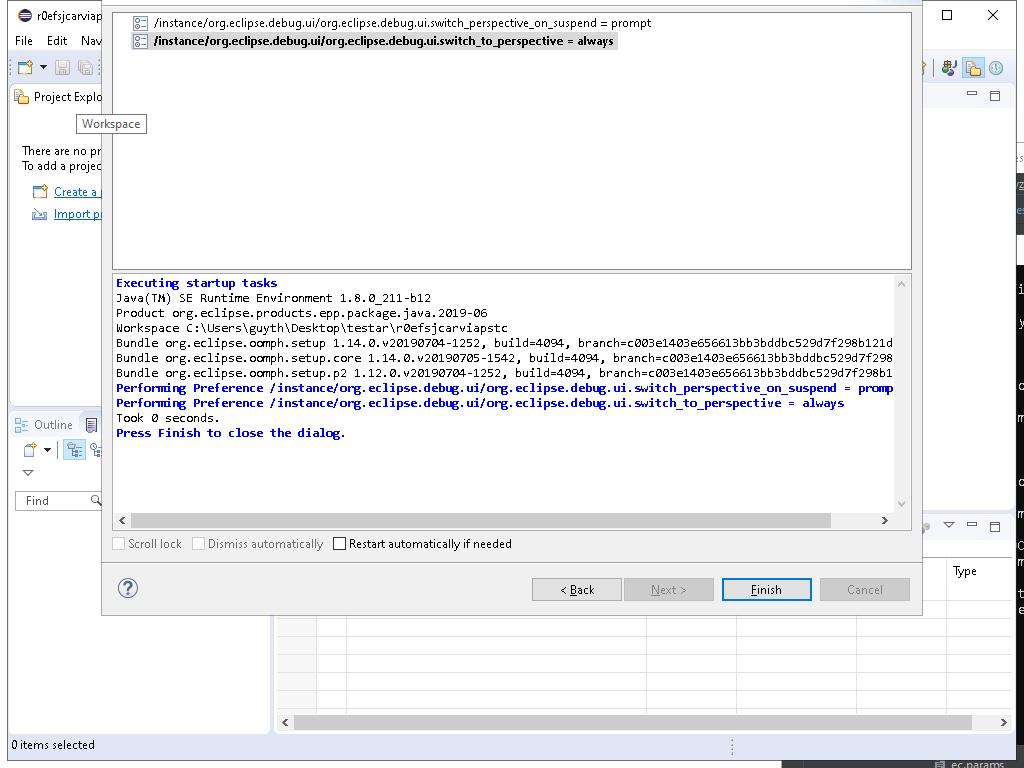 r0efsjcarviap
File Edit Nav
Project Explo
Workspace
There are no pr
To add a projec
Create a
Import p
/instance/org.eclipse.debug.ui/org.eclipse.debug.ui.switch_perspective_on_suspend = prompt
/instance/org.eclipse.debug.ui/org.eclipse.debug.ui.switch_to_perspective = always
Executing startup tasks
Java(TM) SE Runtime Environment 1.8.0_211-b12
Product org.eclipse.products.epp.package.java.2019-06
Workspace C:\Users\guyth\Desktop\testar\r0efsjcarviapstc
Bundle org.eclipse.oomph.setup 1.14.0.v20190704-1252, build=4094, branch=c003e1403e656613bb3bddbc529d7f298b121d
Bundle org.eclipse.oomph.setup.core 1.14.0.v20190705-1542, build=4094, branch=c003e1403e656613bb3bddbc529d7f298
Bundle org.eclipse.oomph.setup.p2 1.12.0.v20190704-1252, build=4094, branch=c003e1403e656613bb3bddbc529d7f298b1
Performing Preference /instance/org.eclipse.debug.ui/org.eclipse.debug.ui.switch_perspective_on_suspend = promp
Performing Preference /instance/org.eclipse.debug.ui/org.eclipse.debug.ui.switch_to_perspective = always
Took 0 seconds.
Press Finish to close the dialog.
Outline
Find
Scroll lock Dismiss automatically Restart automatically if needed
< Back Next > Finish Cancel
Type
0 items selected
ec.params